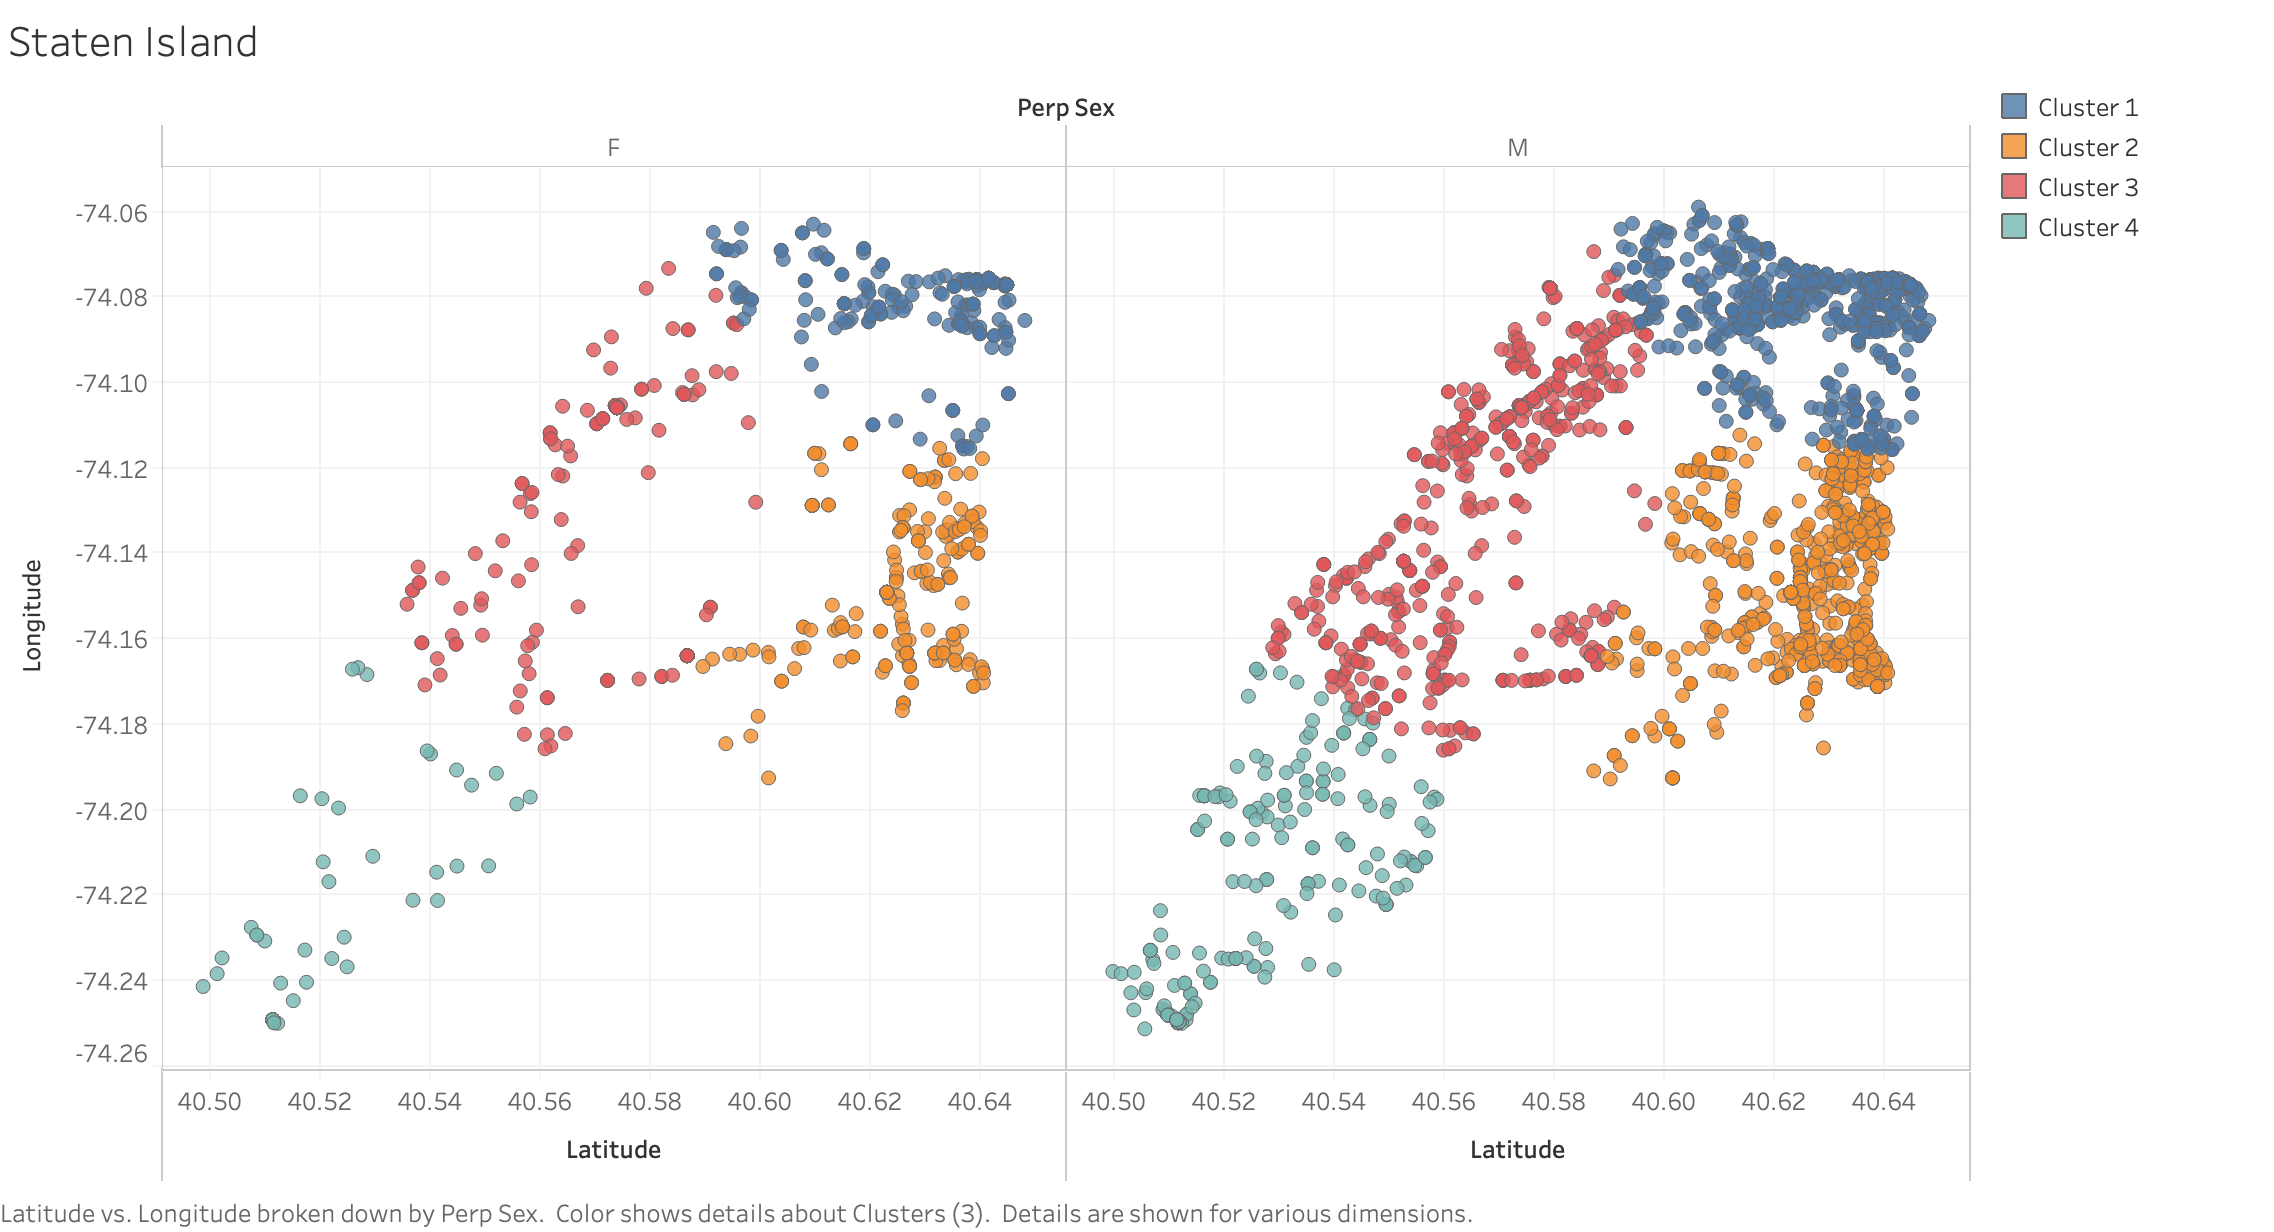 Staten Island
Perp Sex
F
M
Cluster 1
Cluster 2
Cluster 3
Cluster 4
Longitude
-74.06
-74.08
-74.10
-74.12
-74.14
-74.16
-74.18
-74.20
-74.22
-74.24
-74.26
40.50 40.52 40.54 40.56 40.58 40.60 40.62 40.64
40.50 40.52 40.54 40.56 40.58 40.60 40.62 40.64
Latitude
Latitude
Latitude vs. Longitude broken down by Perp Sex. Color shows details about Clusters (3). Details are shown for various dimensions.